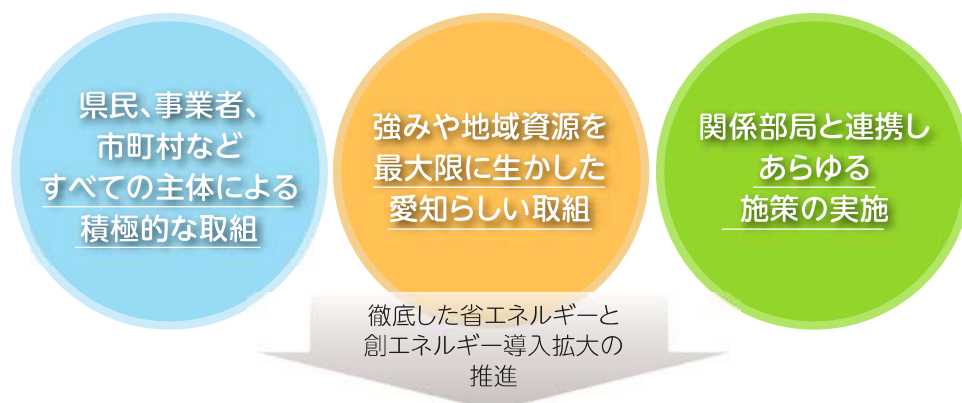 県民、事業者、
市町村など
すべての主体による
積極的な取組
強みや地域資源を
最大限に生かした
愛知らしい取組
関係部局と連携し
あらゆる
施策の実施
徹底した省エネルギーと
創エネルギー導入拡大の
推進